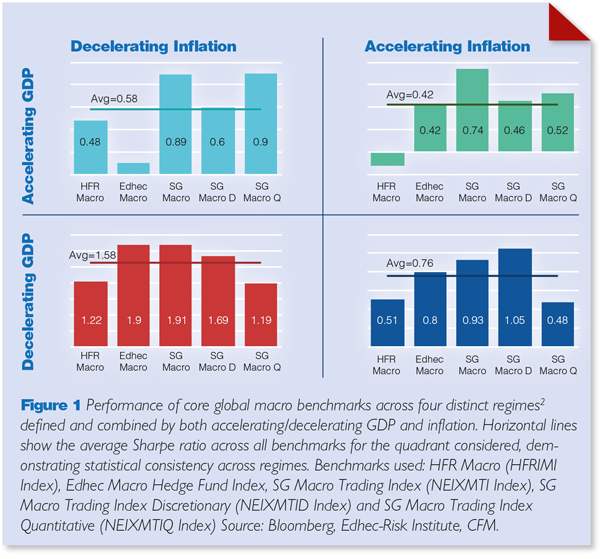 Decelerating Inflation
Accelerating Inflation
Accelerating GDP
Avg=0.58
0.48
0.89
0.6
0.9
HFR Macro
Edhec Macro
SG Macro
SG Macro D
SG Macro Q
Avg=0.42
0.42
0.74
0.46
0.52
HFR Macro
Edhec Macro
SG Macro
SG Macro D
SG Macro Q
Decelerating GDP
Avg=1.58
1.22
1.9
1.91
1.69
1.19
HFR Macro
Edhec Macro
SG Macro
SG Macro D
SG Macro Q
Avg=0.76
0.51
0.8
0.93
1.05
0.48
HFR Macro
Edhec Macro
SG Macro
SG Macro D
SG Macro Q
Figure 1 Performance of core global macro benchmarks across four distinct regimes²
defined and combined by both accelerating/decelerating GDP and inflation. Horizontal lines
show the average Sharpe ratio across all benchmarks for the quadrant considered, dem-
onstrating statistical consistency across regimes. Benchmarks used: HFR Macro (HFRIMI
Index), Edhec Macro Hedge Fund Index, SG Macro Trading Index (NEIXMTI Index), SG
Macro Trading Index Discretionary (NEIXMTID Index) and SG Macro Trading Index
Quantitative (NEIXMTIQ Index) Source: Bloomberg, Edhec-Risk Institute, CFM.